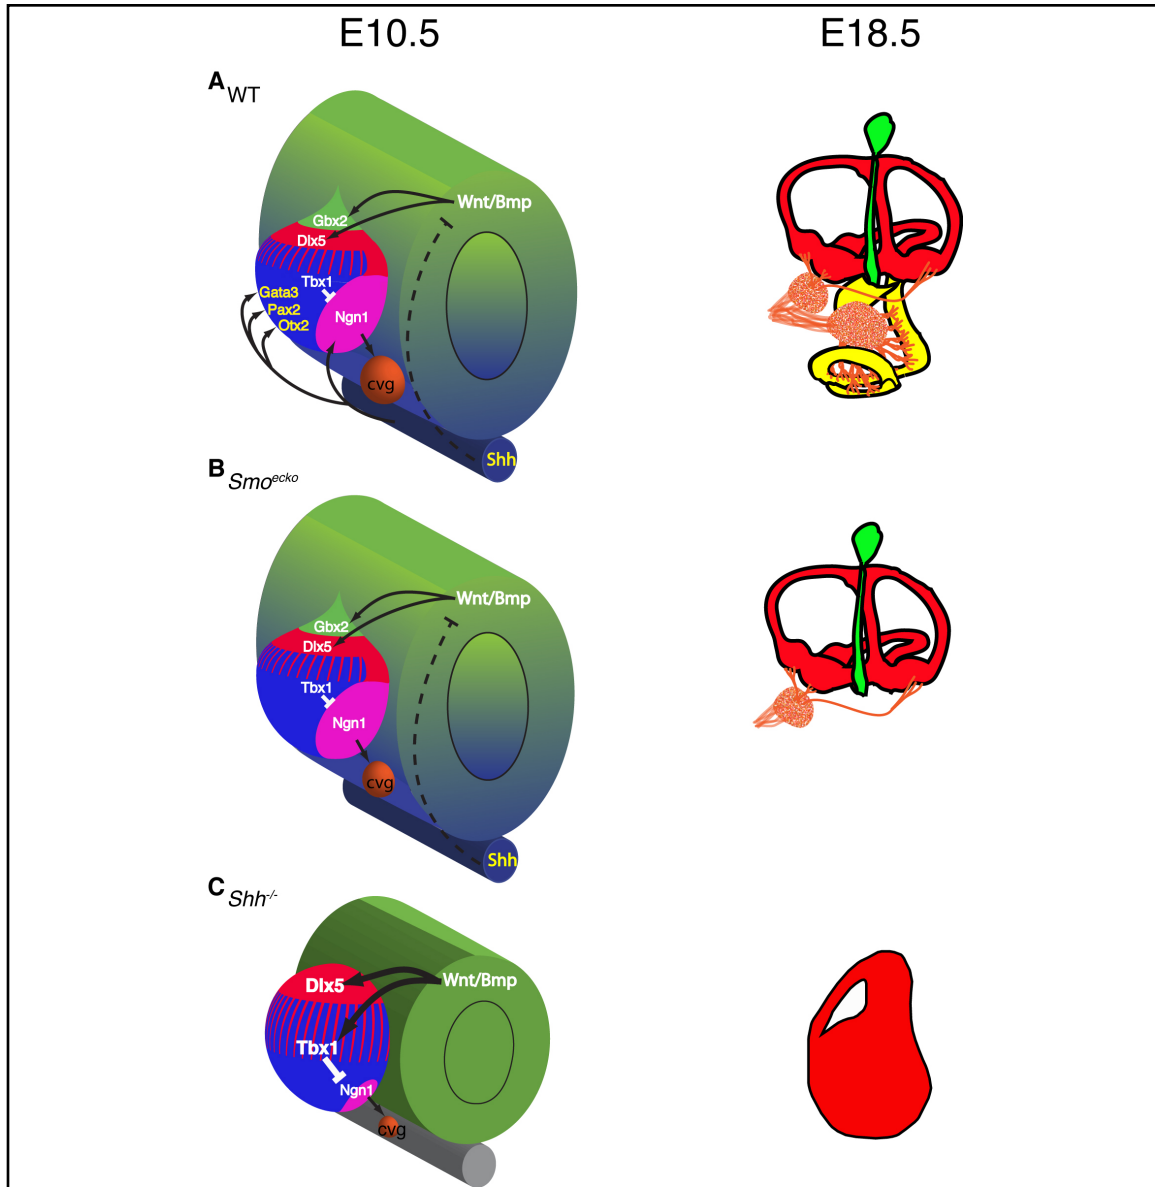 E10.5 E18.5
A WT
Wnt/Bmp
Gbx2
Dlx5
Tbx1
Gata3
Pax2
Otx2
Ngn1
cvg
Shh
B Smo^ecko
Wnt/Bmp
Gbx2
Dlx5
Tbx1
Ngn1
cvg
Shh
C Shh^-/-
Wnt/Bmp
Dlx5
Tbx1
Ngn1
cvg